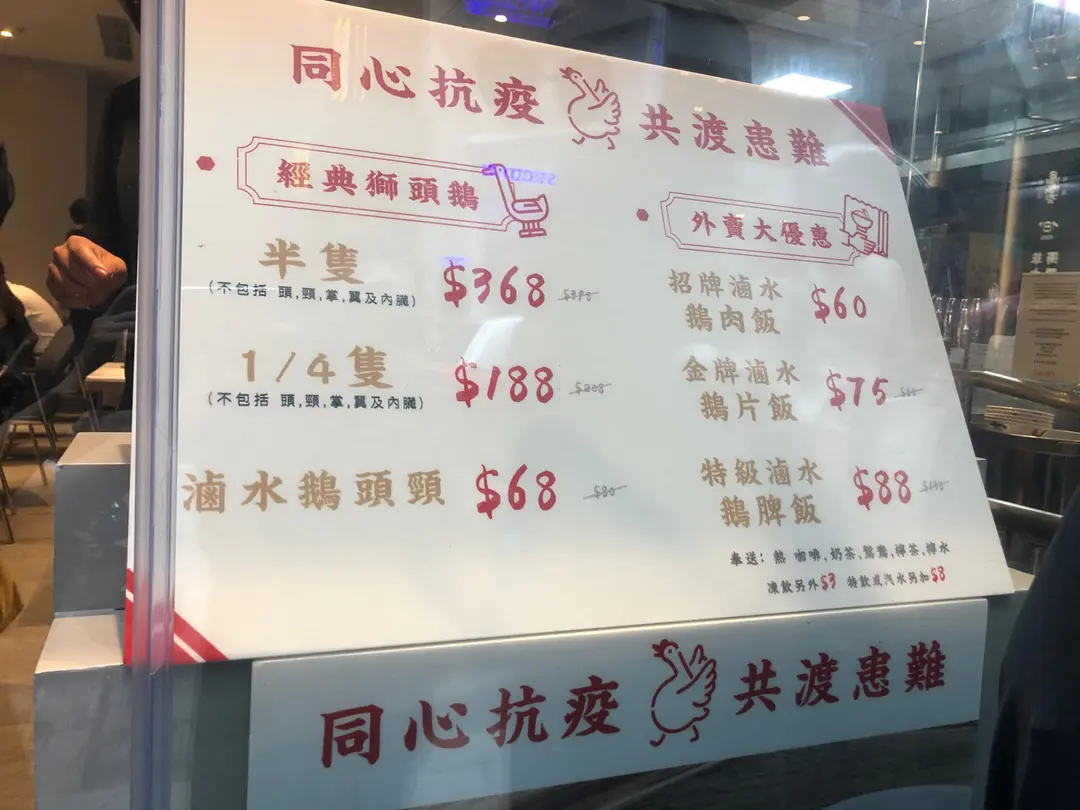 同心抗疫 共渡患難
經典獅頭鵝
半隻 $368
(不包括 頭,頸,掌,翼及內臟)
1/4隻 $188
(不包括 頭,頸,掌,翼及內臟)
滷水鵝頭頸 $68 $80
外賣大優惠
招牌滷水
鵝肉飯 $60
金牌滷水
鵝片飯 $75
特級滷水
鵝脾飯 $88
奉送: 熱 咖啡,奶茶,鴛鴦,檸茶,檸水
凍飲另外$3 特飲或汽水另加$8
同心抗疫 共渡患難